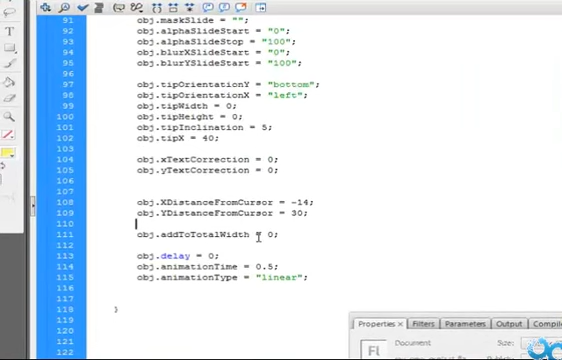 91 obj.maskSlide = "";
92 obj.alphaSlideStart = "0";
93 obj.alphaSlideStop = "100";
94 obj.blurXSlideStart = "0";
95 obj.blurYSlideStart = "100";
96
97 obj.tipOrientationY = "bottom";
98 obj.tipOrientationX = "left";
99 obj.tipWidth = 0;
100 obj.tipHeight = 0;
101 obj.tipInclination = 5;
102 obj.tipX = 40;
103
104 obj.xTextCorrection = 0;
105 obj.yTextCorrection = 0;
106
107
108 obj.XDistanceFromCursor = -14;
109 obj.YDistanceFromCursor = 30;
110
111 obj.addToTotalWidth = 0;
112
113 obj.delay = 0;
114 obj.animationTime = 0.5;
115 obj.animationType = "linear";
116
117
118 }
119
120
121
122
Properties × Filters Parameters Output Compile
Document
Fl